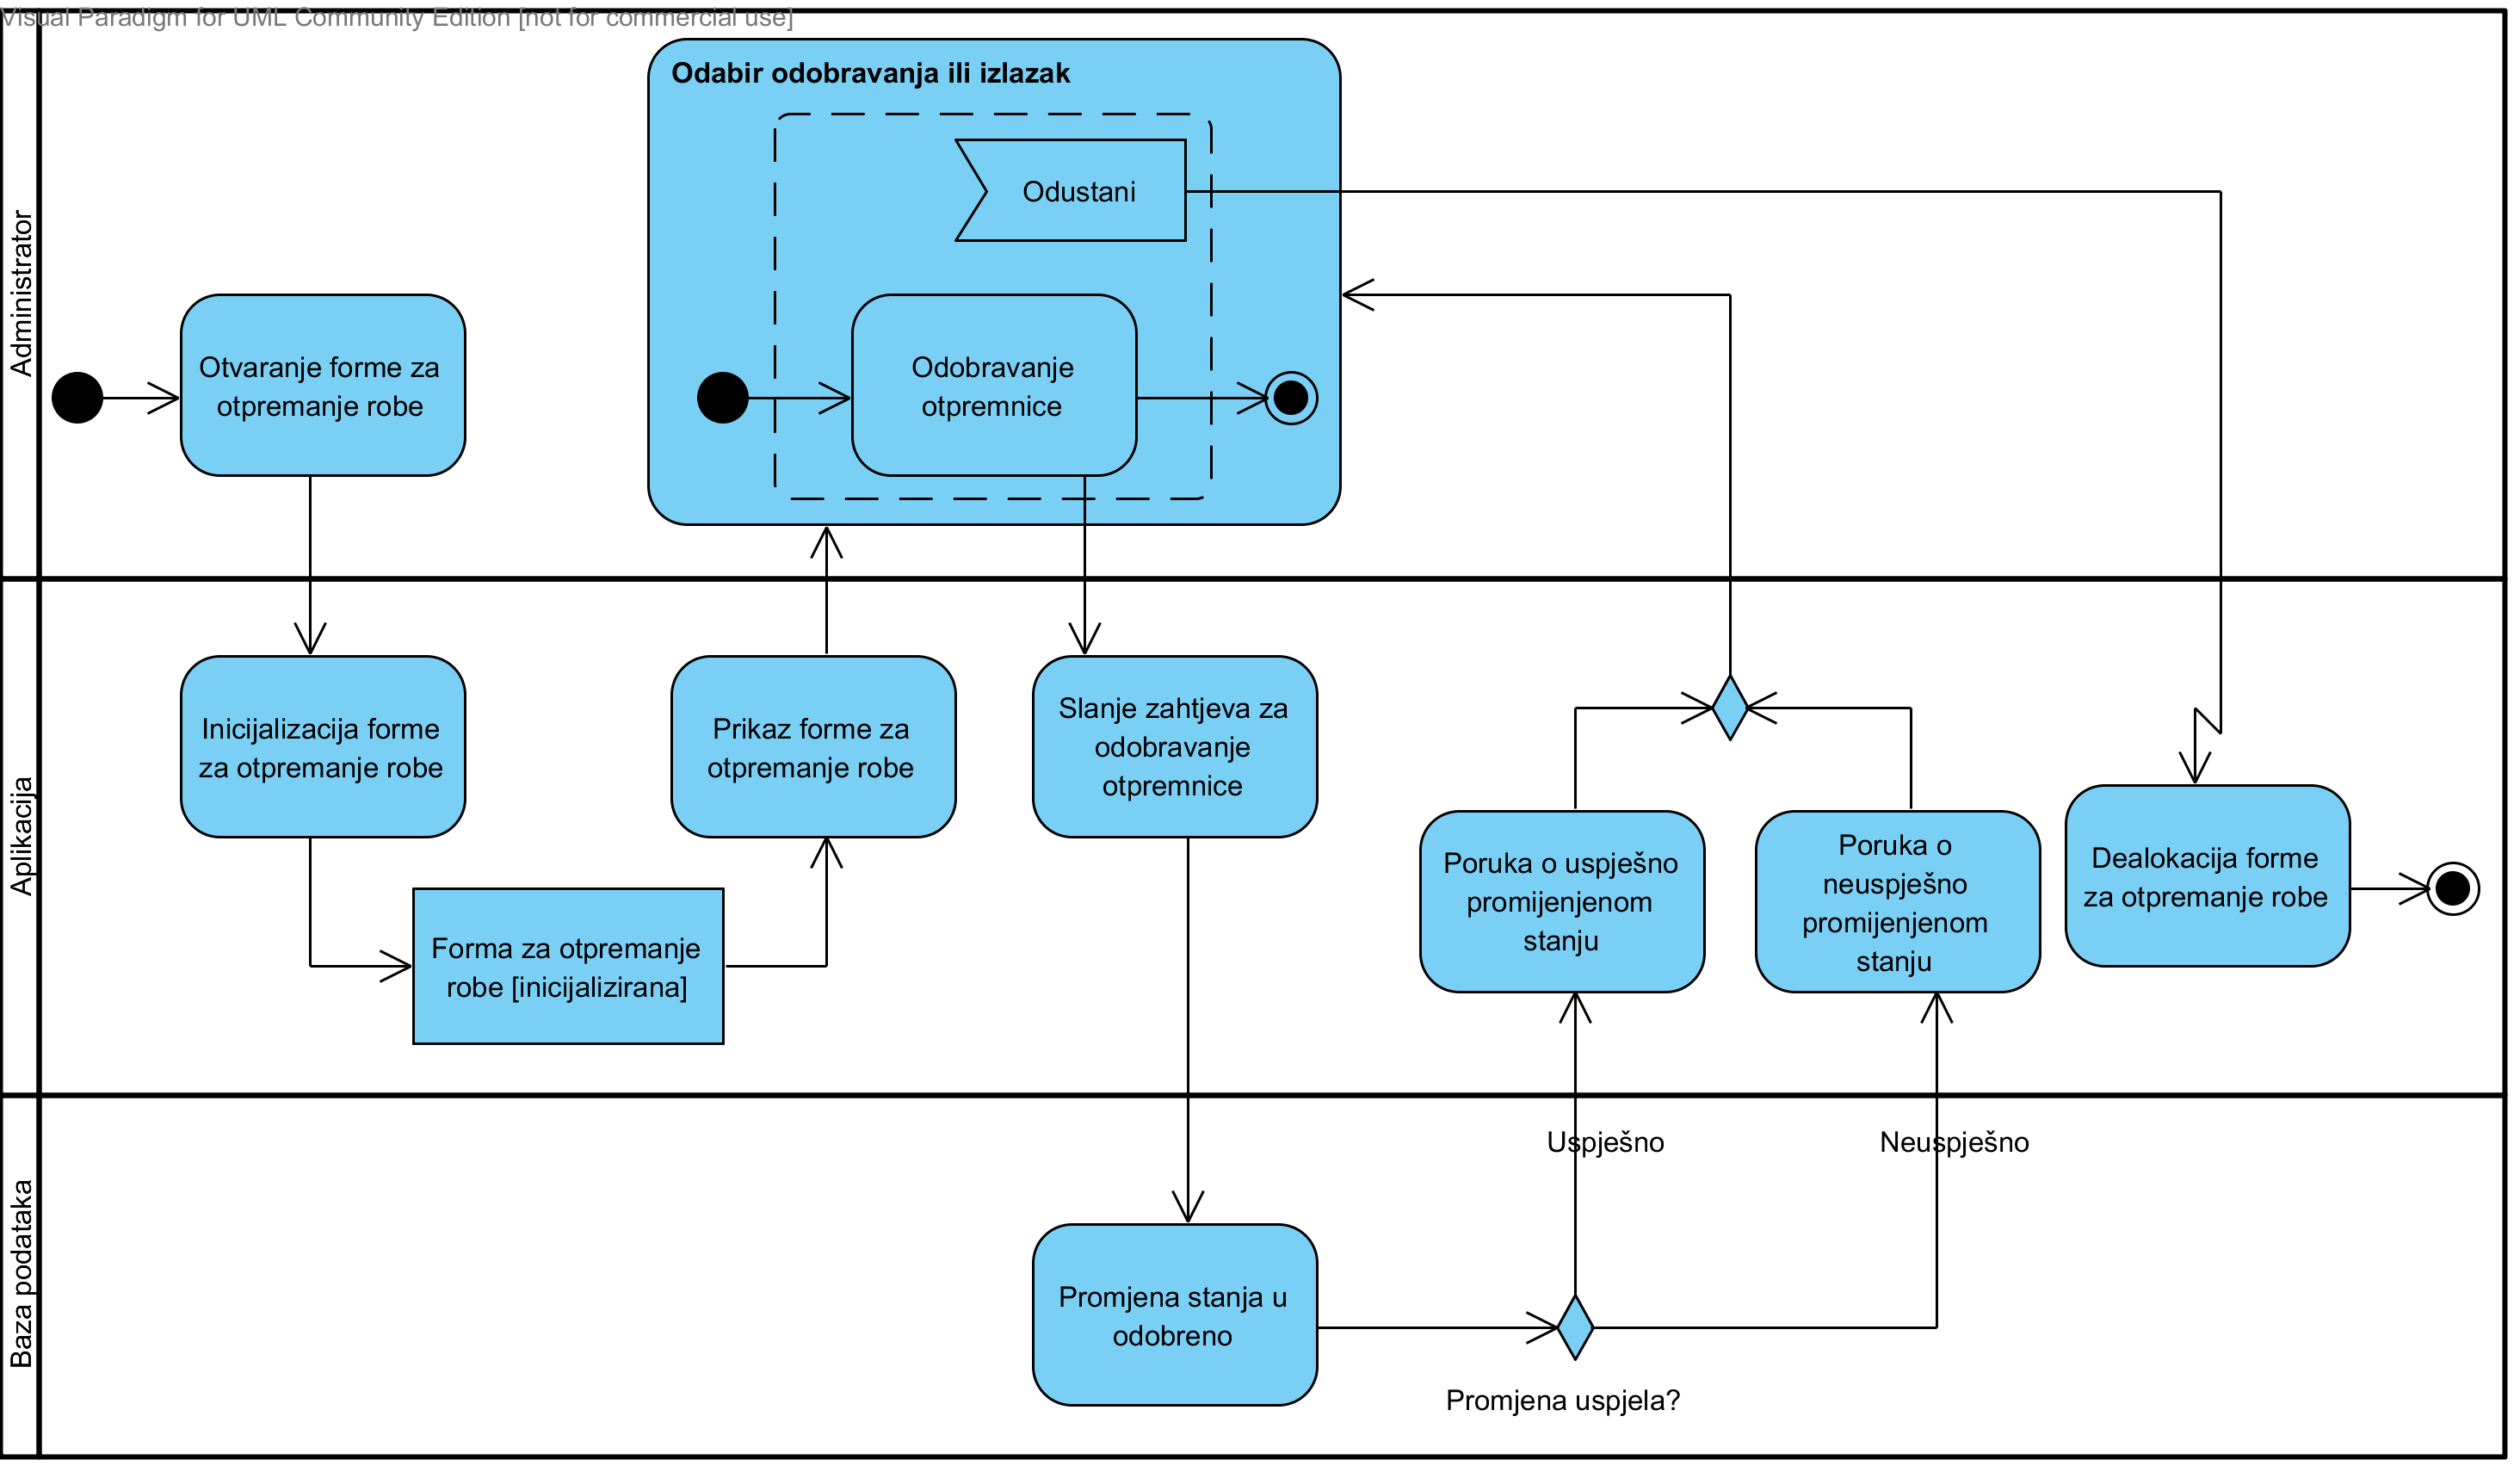 Visual Paradigm for UML Community Edition [not for commercial use]
Administrator
Odabir odobravanja ili izlazak
Odustani
Otvaranje forme za
otpremanje robe
Odobravanje
otpremnice
Aplikacija
Inicijalizacija forme
za otpremanje robe
Prikaz forme za
otpremanje robe
Slanje zahtjeva za
odobravanje
otpremnice
Forma za otpremanje
robe [inicijalizirana]
Poruka o uspješno
promijenjenom
stanju
Poruka o
neuspješno
promijenjenom
stanju
Dealokacija forme
za otpremanje robe
Baza podataka
Uspješno
Neuspješno
Promjena stanja u
odobreno
Promjena uspjela?